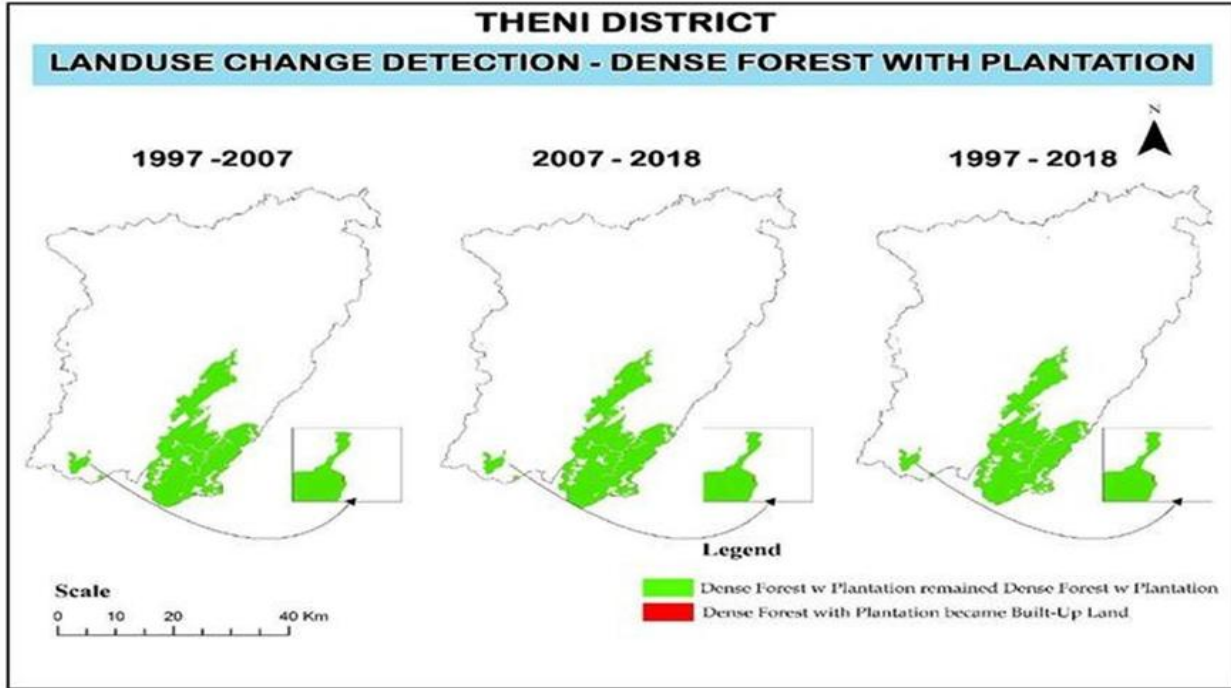 THENI DISTRICT
LANDUSE CHANGE DETECTION - DENSE FOREST WITH PLANTATION
N
1997 -2007
2007 - 2018
1997 - 2018
Legend
Scale
0 10 20 40 Km
Dense Forest w Plantation remained Dense Forest w Plantation
Dense Forest with Plantation became Built-Up Land